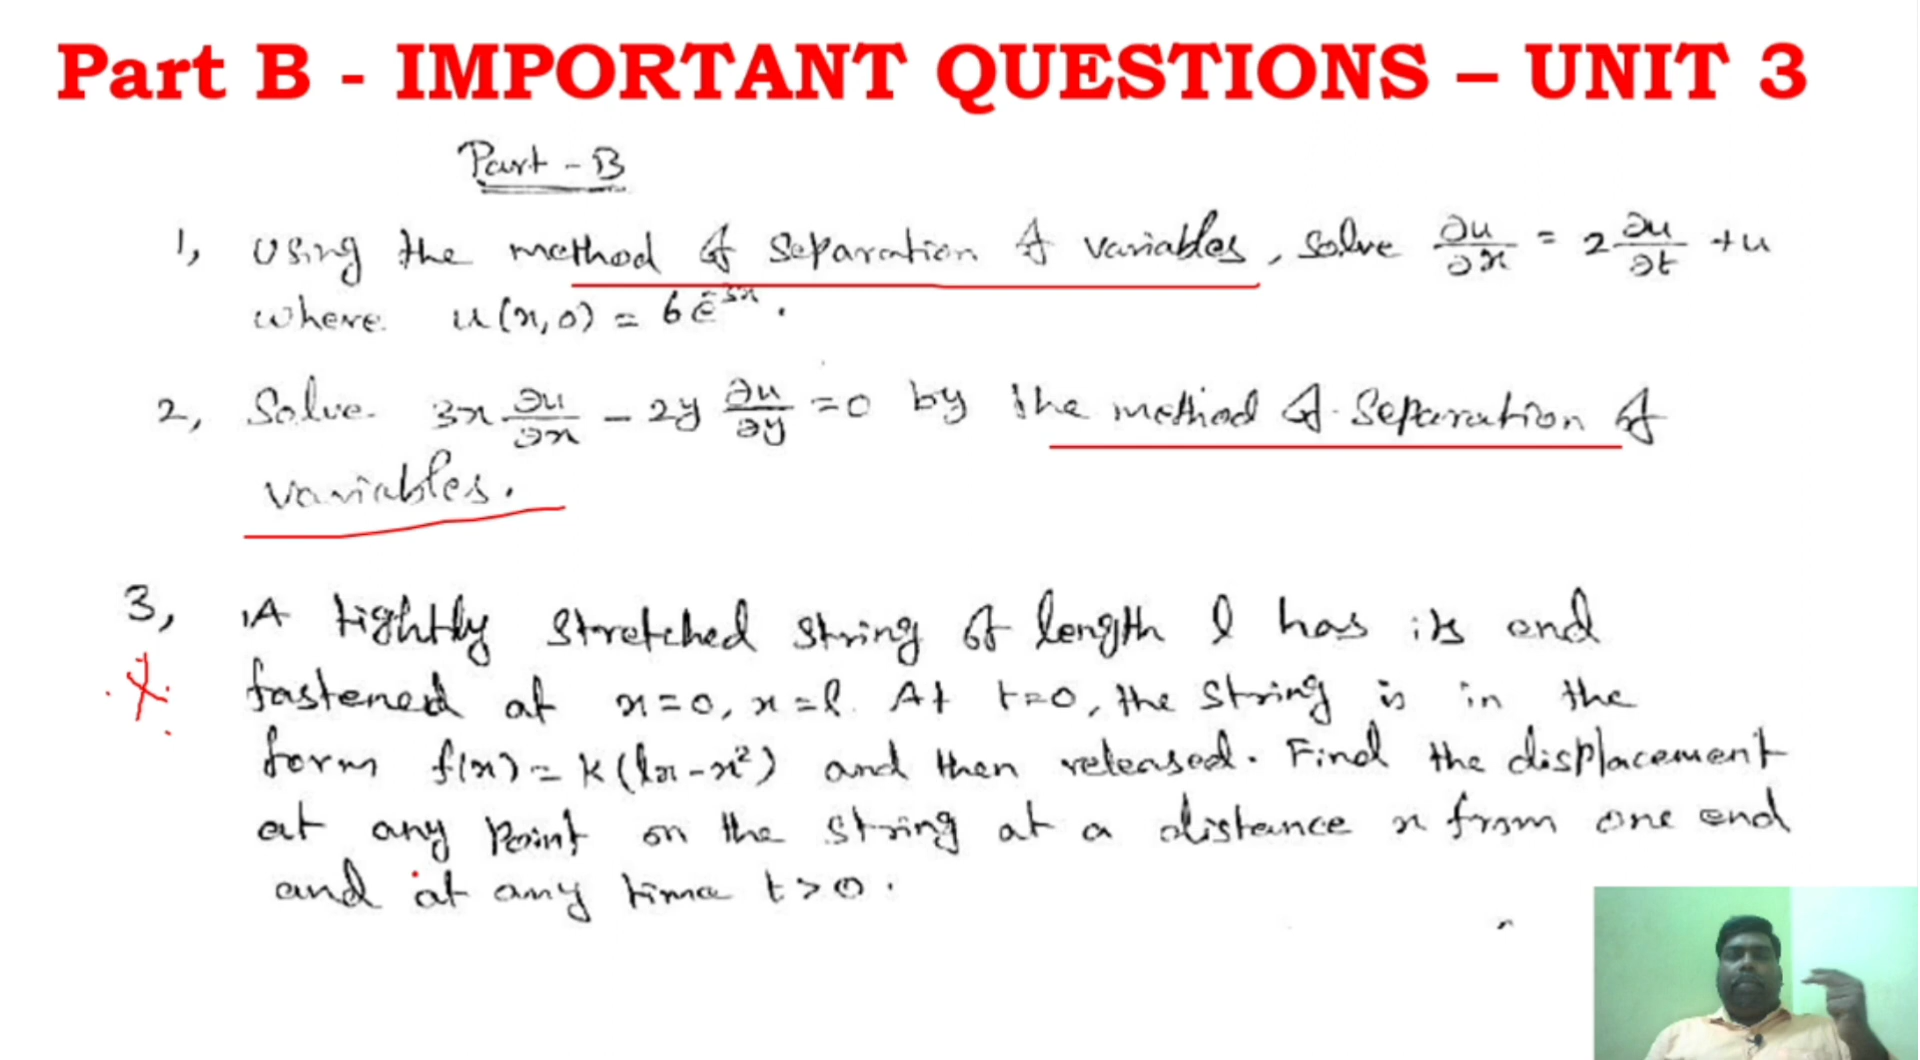 Part B - IMPORTANT QUESTIONS – UNIT 3
Part - B
1, Using the method of separation of variables, solve ∂u/∂x = 2 ∂u/∂t + u
where u(x,0) = 6e⁻³ˣ.
2, Solve 3x ∂u/∂x - 2y ∂u/∂y = 0 by the method of separation of
variables.
3, A tightly stretched string of length l has its end
fastened at x=0, x=l. At t=0, the string is in the
form f(x) = k(lx-x²) and then released. Find the displacement
at any point on the string at a distance x from one end
and at any time t>0.